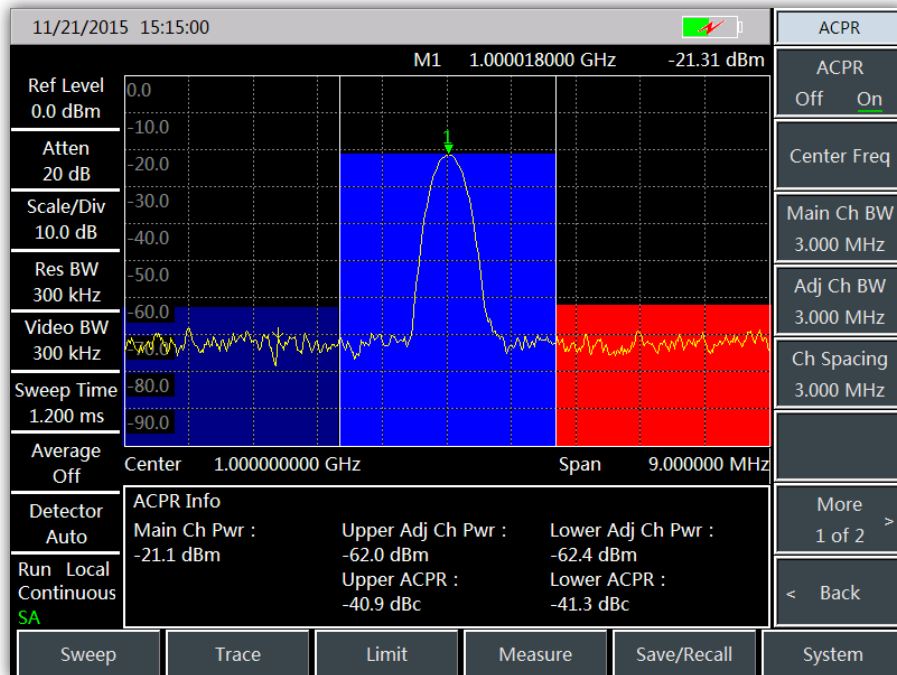 11/21/2015 15:15:00
M1 1.000018000 GHz -21.31 dBm
Ref Level
0.0 dBm
Atten
20 dB
Scale/Div
10.0 dB
Res BW
300 kHz
Video BW
300 kHz
Sweep Time
1.200 ms
Average
Off
Detector
Auto
Run Local
Continuous
SA
0.0
-10.0
-20.0
-30.0
-40.0
-50.0
-60.0
-70.0
-80.0
-90.0
1
Center 1.000000000 GHz Span 9.000000 MHz
ACPR Info
Main Ch Pwr : Upper Adj Ch Pwr : Lower Adj Ch Pwr :
-21.1 dBm -62.0 dBm -62.4 dBm
Upper ACPR : Lower ACPR :
-40.9 dBc -41.3 dBc
ACPR
ACPR
Off On
Center Freq
Main Ch BW
3.000 MHz
Adj Ch BW
3.000 MHz
Ch Spacing
3.000 MHz
More >
1 of 2
< Back
Sweep Trace Limit Measure Save/Recall System